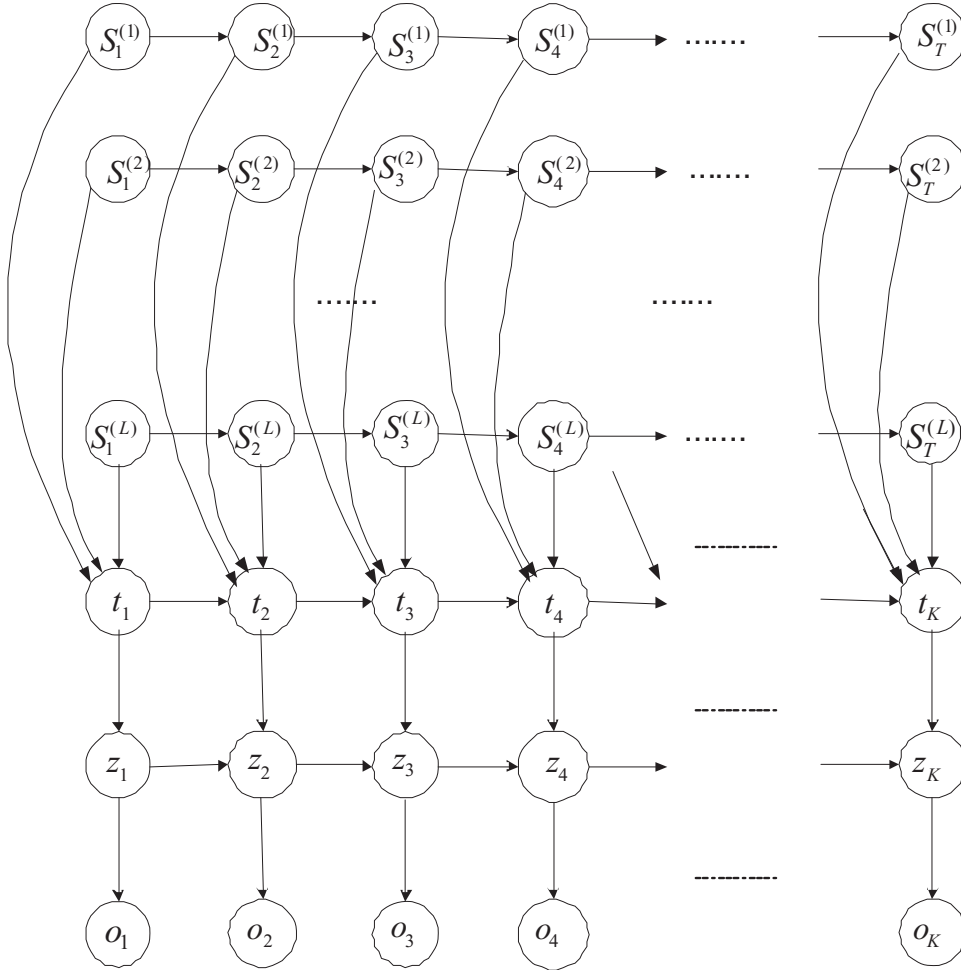 S_1^{(1)} S_2^{(1)} S_3^{(1)} S_4^{(1)} ....... S_T^{(1)}
S_1^{(2)} S_2^{(2)} S_3^{(2)} S_4^{(2)} ....... S_T^{(2)}
....... .......
S_1^{(L)} S_2^{(L)} S_3^{(L)} S_4^{(L)} ....... S_T^{(L)}
t_1 t_2 t_3 t_4 t_K
z_1 z_2 z_3 z_4 z_K
o_1 o_2 o_3 o_4 o_K